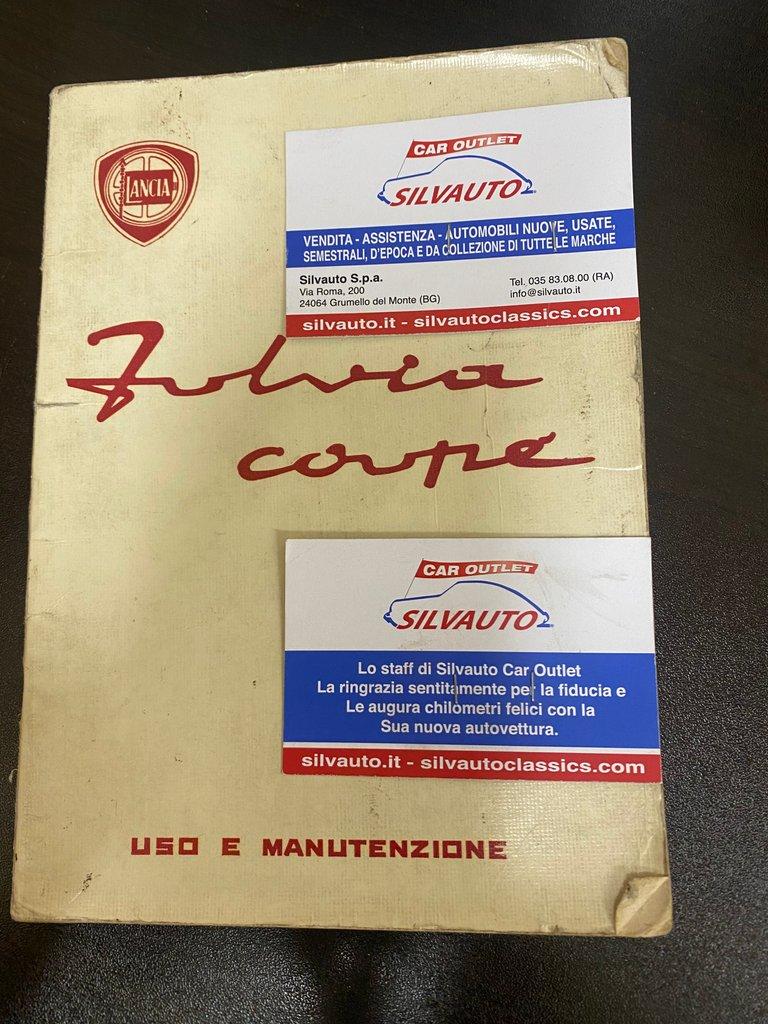 LANCIA
CAR OUTLET
SILVAUTO
VENDITA - ASSISTENZA - AUTOMOBILI NUOVE, USATE,
SEMESTRALI, D'EPOCA E DA COLLEZIONE DI TUTTE LE MARCHE
Silvauto S.p.a.
Via Roma, 200
24064 Grumello del Monte (BG)
Tel. 035 83.08.00 (RA)
info@silvauto.it
silvauto.it - silvautoclassics.com
Fulvia
coupé
CAR OUTLET
SILVAUTO
Lo staff di Silvauto Car Outlet
La ringrazia sentitamente per la fiducia e
Le augura chilometri felici con la
Sua nuova autovettura.
silvauto.it - silvautoclassics.com
USO E MANUTENZIONE